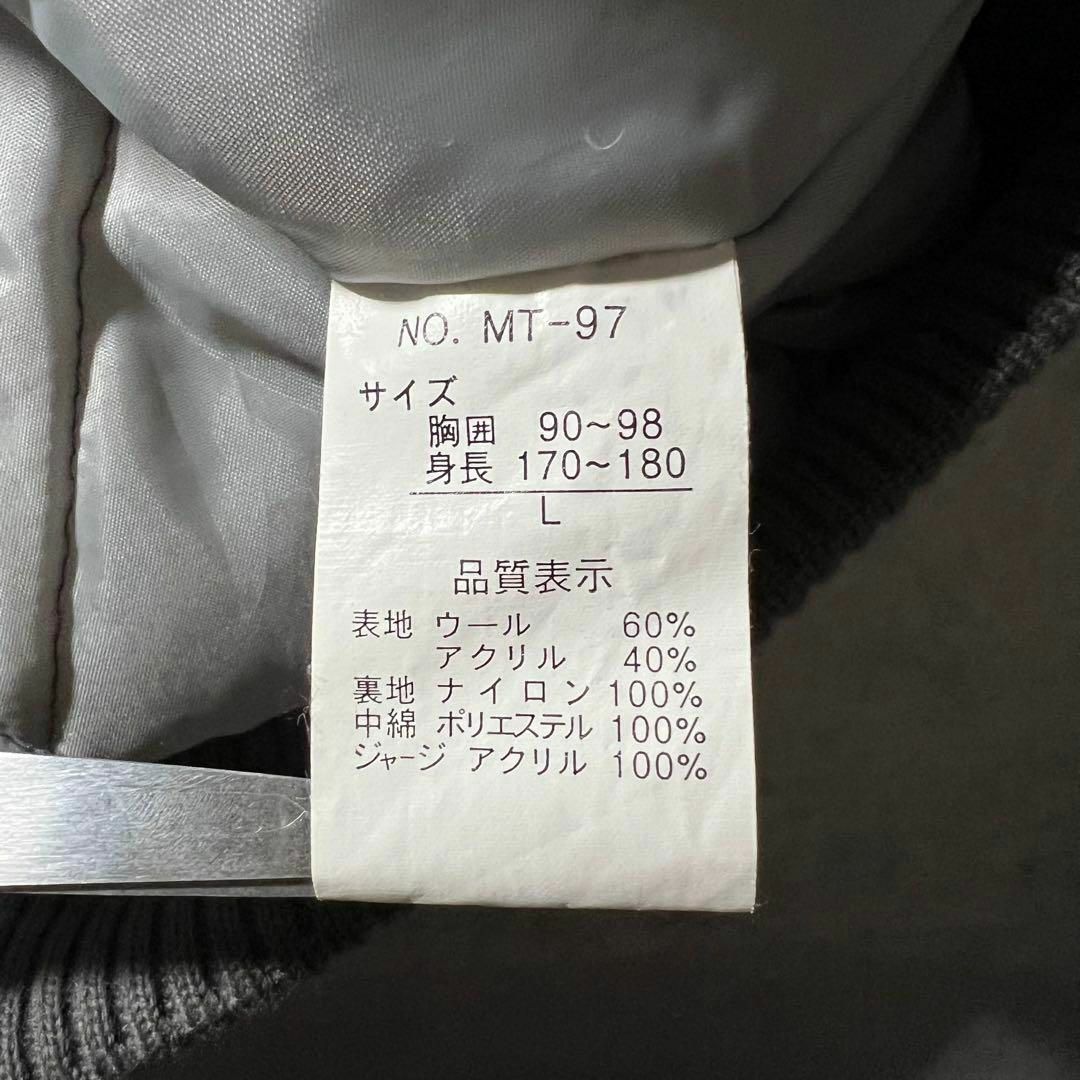 NO. MT-97
サイズ
胸囲 90~98
身長 170~180
L
品質表示
表地 ウール 60%
アクリル 40%
裏地 ナイロン 100%
中綿 ポリエステル 100%
ジャージ アクリル 100%